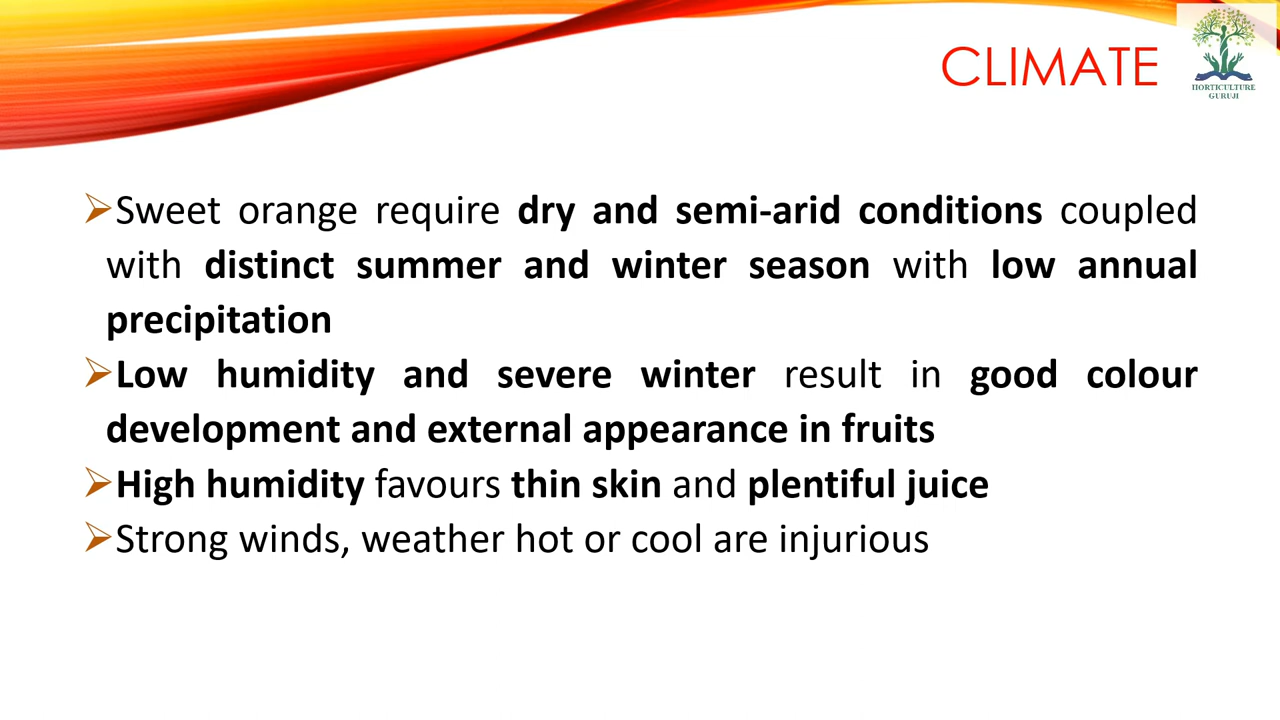 CLIMATE
HORTICULTURE
GURUJI
➢Sweet orange require dry and semi-arid conditions coupled
with distinct summer and winter season with low annual
precipitation
➢Low humidity and severe winter result in good colour
development and external appearance in fruits
➢High humidity favours thin skin and plentiful juice
➢Strong winds, weather hot or cool are injurious